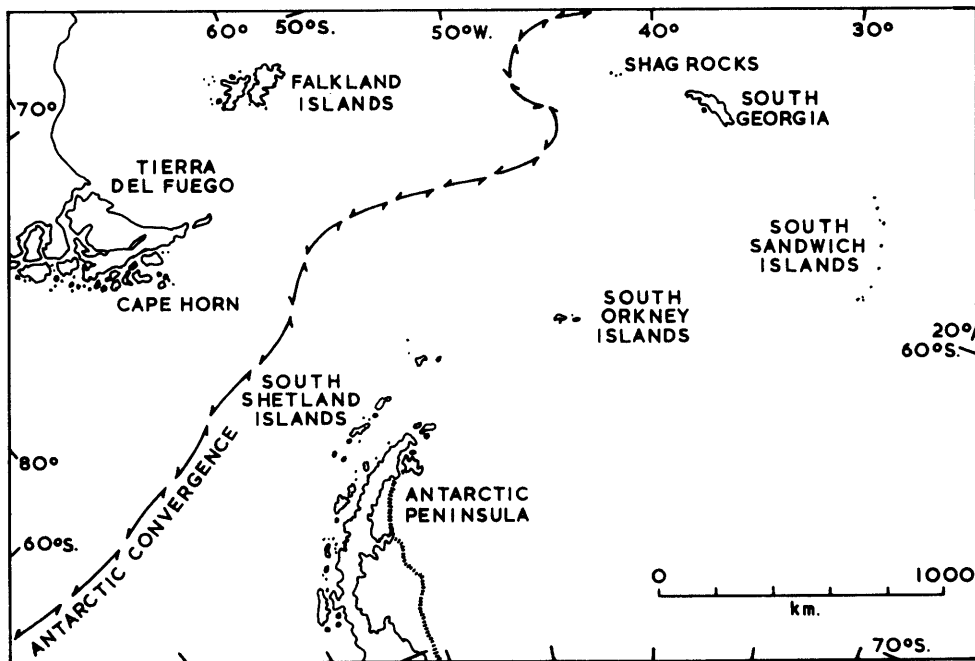 60° 50°S. 50°W. 40° 30°
SHAG ROCKS
FALKLAND
ISLANDS
SOUTH
GEORGIA
70°
TIERRA
DEL FUEGO
SOUTH
SANDWICH
ISLANDS
CAPE HORN
SOUTH
ORKNEY
ISLANDS
20°
60°S.
SOUTH
SHETLAND
ISLANDS
80°
ANTARCTIC
PENINSULA
60°S.
ANTARCTIC CONVERGENCE
0 1000
km.
70°S.